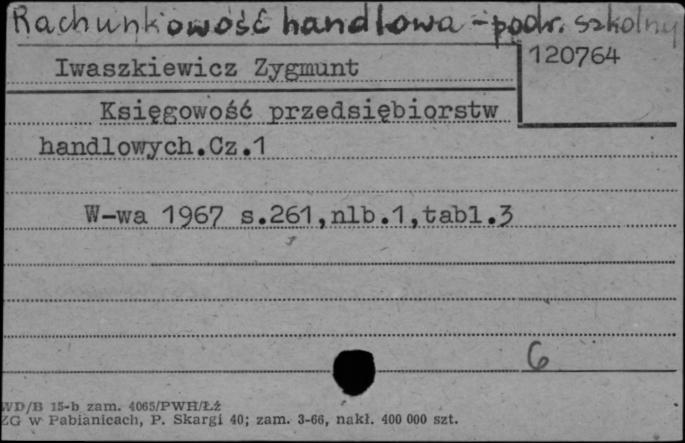 Rachunkowość handlowa - podr. szkolny
120764
Iwaszkiewicz Zygmunt
Księgowość przedsiębiorstw
handlowych.Cz.1
W-wa 1967 s.261,nlb.1,tabl.3
6
WD/B 15-b zam. 4065/PWH/Łź
ZG w Pabianicach, P. Skargi 40; zam. 3-66, nakł. 400 000 szt.